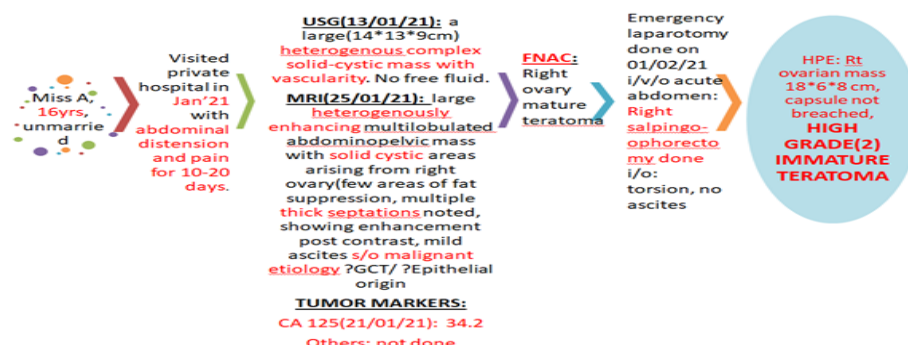 Miss A,
16yrs,
unmarrie
d
Visited
private
hospital in
Jan'21
with
abdominal
distension
and pain
for 10-20
days.
USG(13/01/21): a
large(14*13*9cm)
heterogenous complex
solid-cystic mass with
vascularity. No free fluid.
MRI(25/01/21): large
heterogenously
enhancing multilobulated
abdominopelvic mass
with solid cystic areas
arising from right
ovary(few areas of fat
suppression, multiple
thick septations noted,
showing enhancement
post contrast, mild
ascites s/o malignant
etiology ?GCT/ ?Epithelial
origin
TUMOR MARKERS:
CA 125(21/01/21): 34.2
Others: not done
FNAC:
Right
ovary
mature
teratoma
Emergency
laparotomy
done on
01/02/21
i/v/o acute
abdomen:
Right
salpingo-
ophorecto
my done
i/o:
torsion, no
ascites
HPE: Rt
ovarian mass
18*6*8 cm,
capsule not
breached,
HIGH
GRADE(2)
IMMATURE
TERATOMA